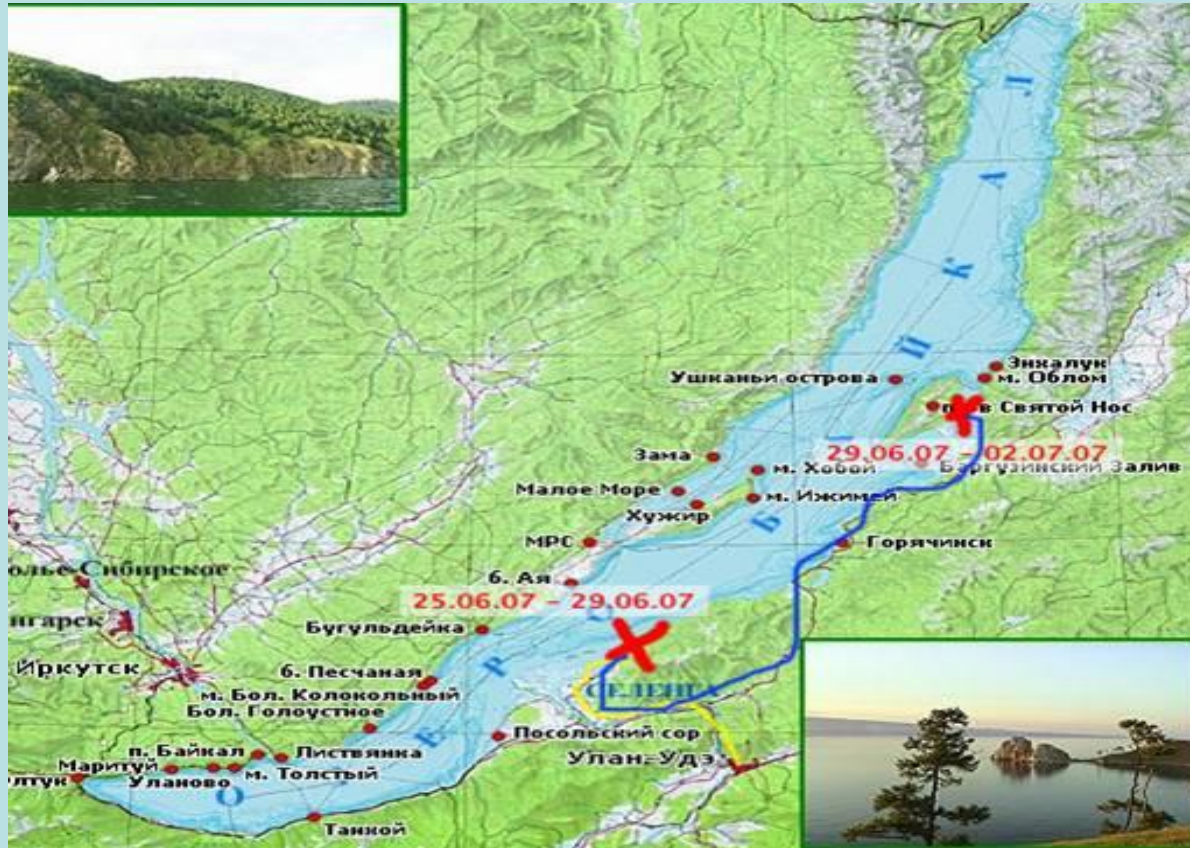 Энхалук
Ушканьи острова
м. Облом
Святой Нос
29.06.07 – 02.07.07
Зама
м. Хобой
Баргузинский Залив
Малое Море
м. Ижимей
Хужир
МРС
Горячинск
б. Ая
25.06.07 – 29.06.07
Бугульдейка
Иркутск
б. Песчаная
м. Бол. Колокольный
Бол. Голоустное
СЕЛЕНГА
Посольский сор
Улан-Удэ
п. Байкал
Листвянка
Маритуй
м. Толстый
Уланово
Танхой
ОЗЕРО
БАЙКАЛ